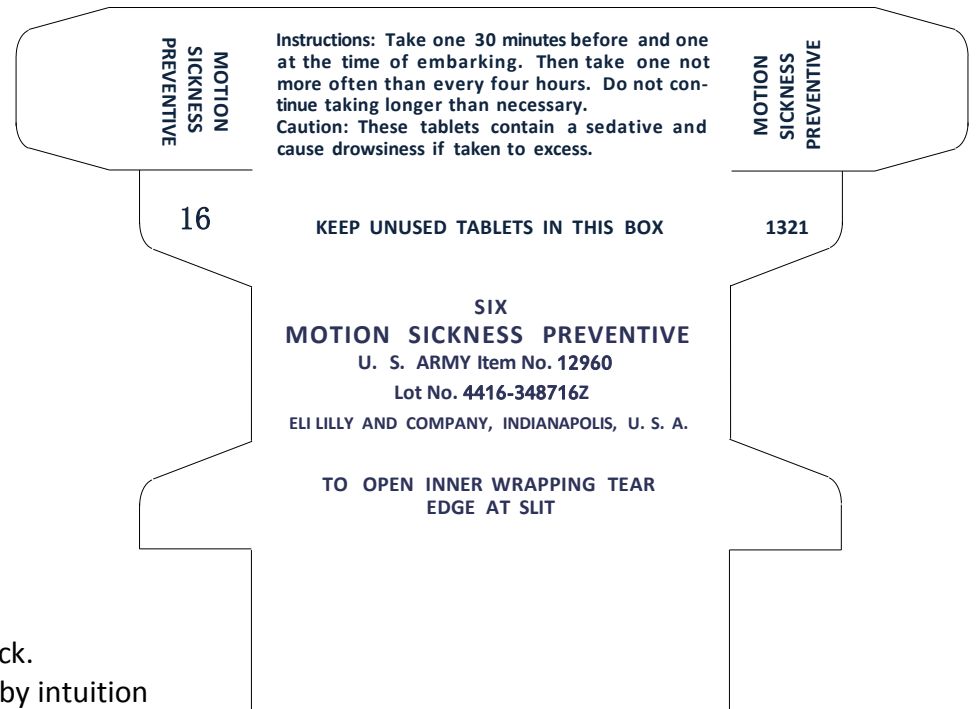 MOTION
SICKNESS
PREVENTIVE
Instructions: Take one 30 minutes before and one
at the time of embarking. Then take one not
more often than every four hours. Do not con-
tinue taking longer than necessary.
Caution: These tablets contain a sedative and
cause drowsiness if taken to excess.
MOTION
SICKNESS
PREVENTIVE
16
KEEP UNUSED TABLETS IN THIS BOX
1321
SIX
MOTION SICKNESS PREVENTIVE
U. S. ARMY Item No. 12960
Lot No. 4416-348716Z
ELI LILLY AND COMPANY, INDIANAPOLIS, U. S. A.
TO OPEN INNER WRAPPING TEAR
EDGE AT SLIT
ck.
by intuition